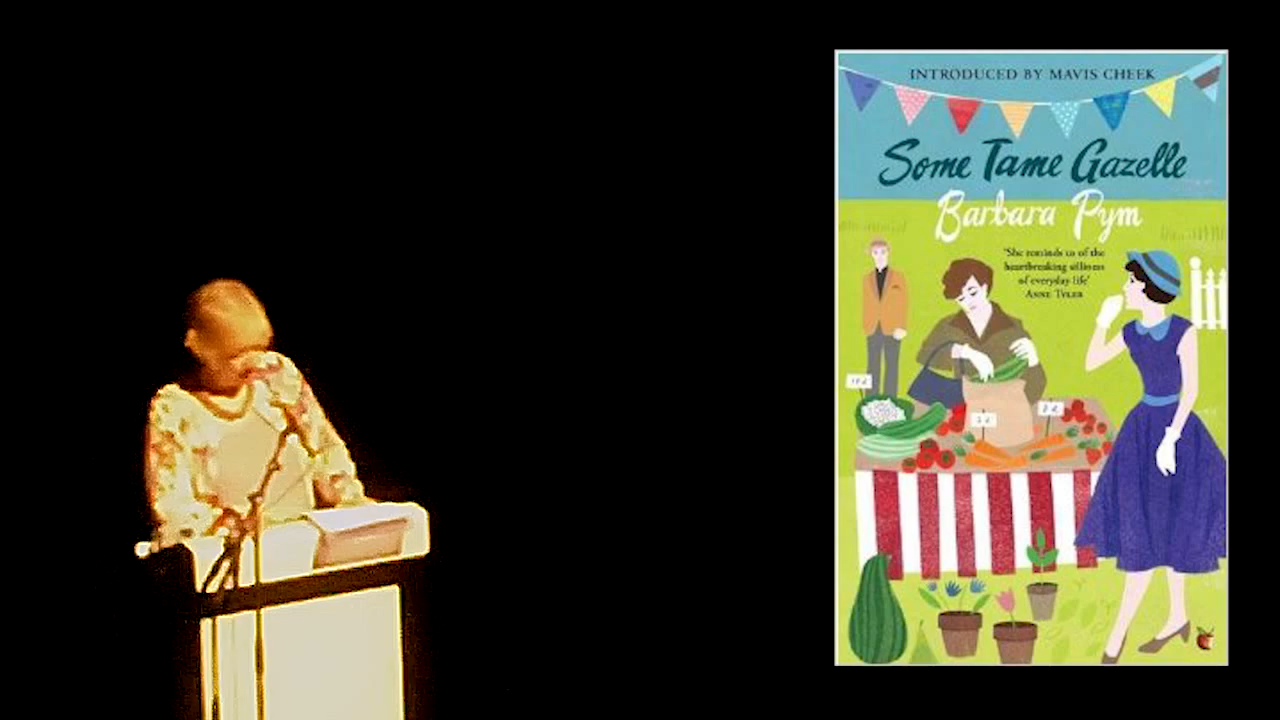 INTRODUCED BY MAVIS CHEEK
Some Tame Gazelle
Barbara Pym
'She reminds us of the
heartbreaking silliness
of everyday life'
ANNE TYLER